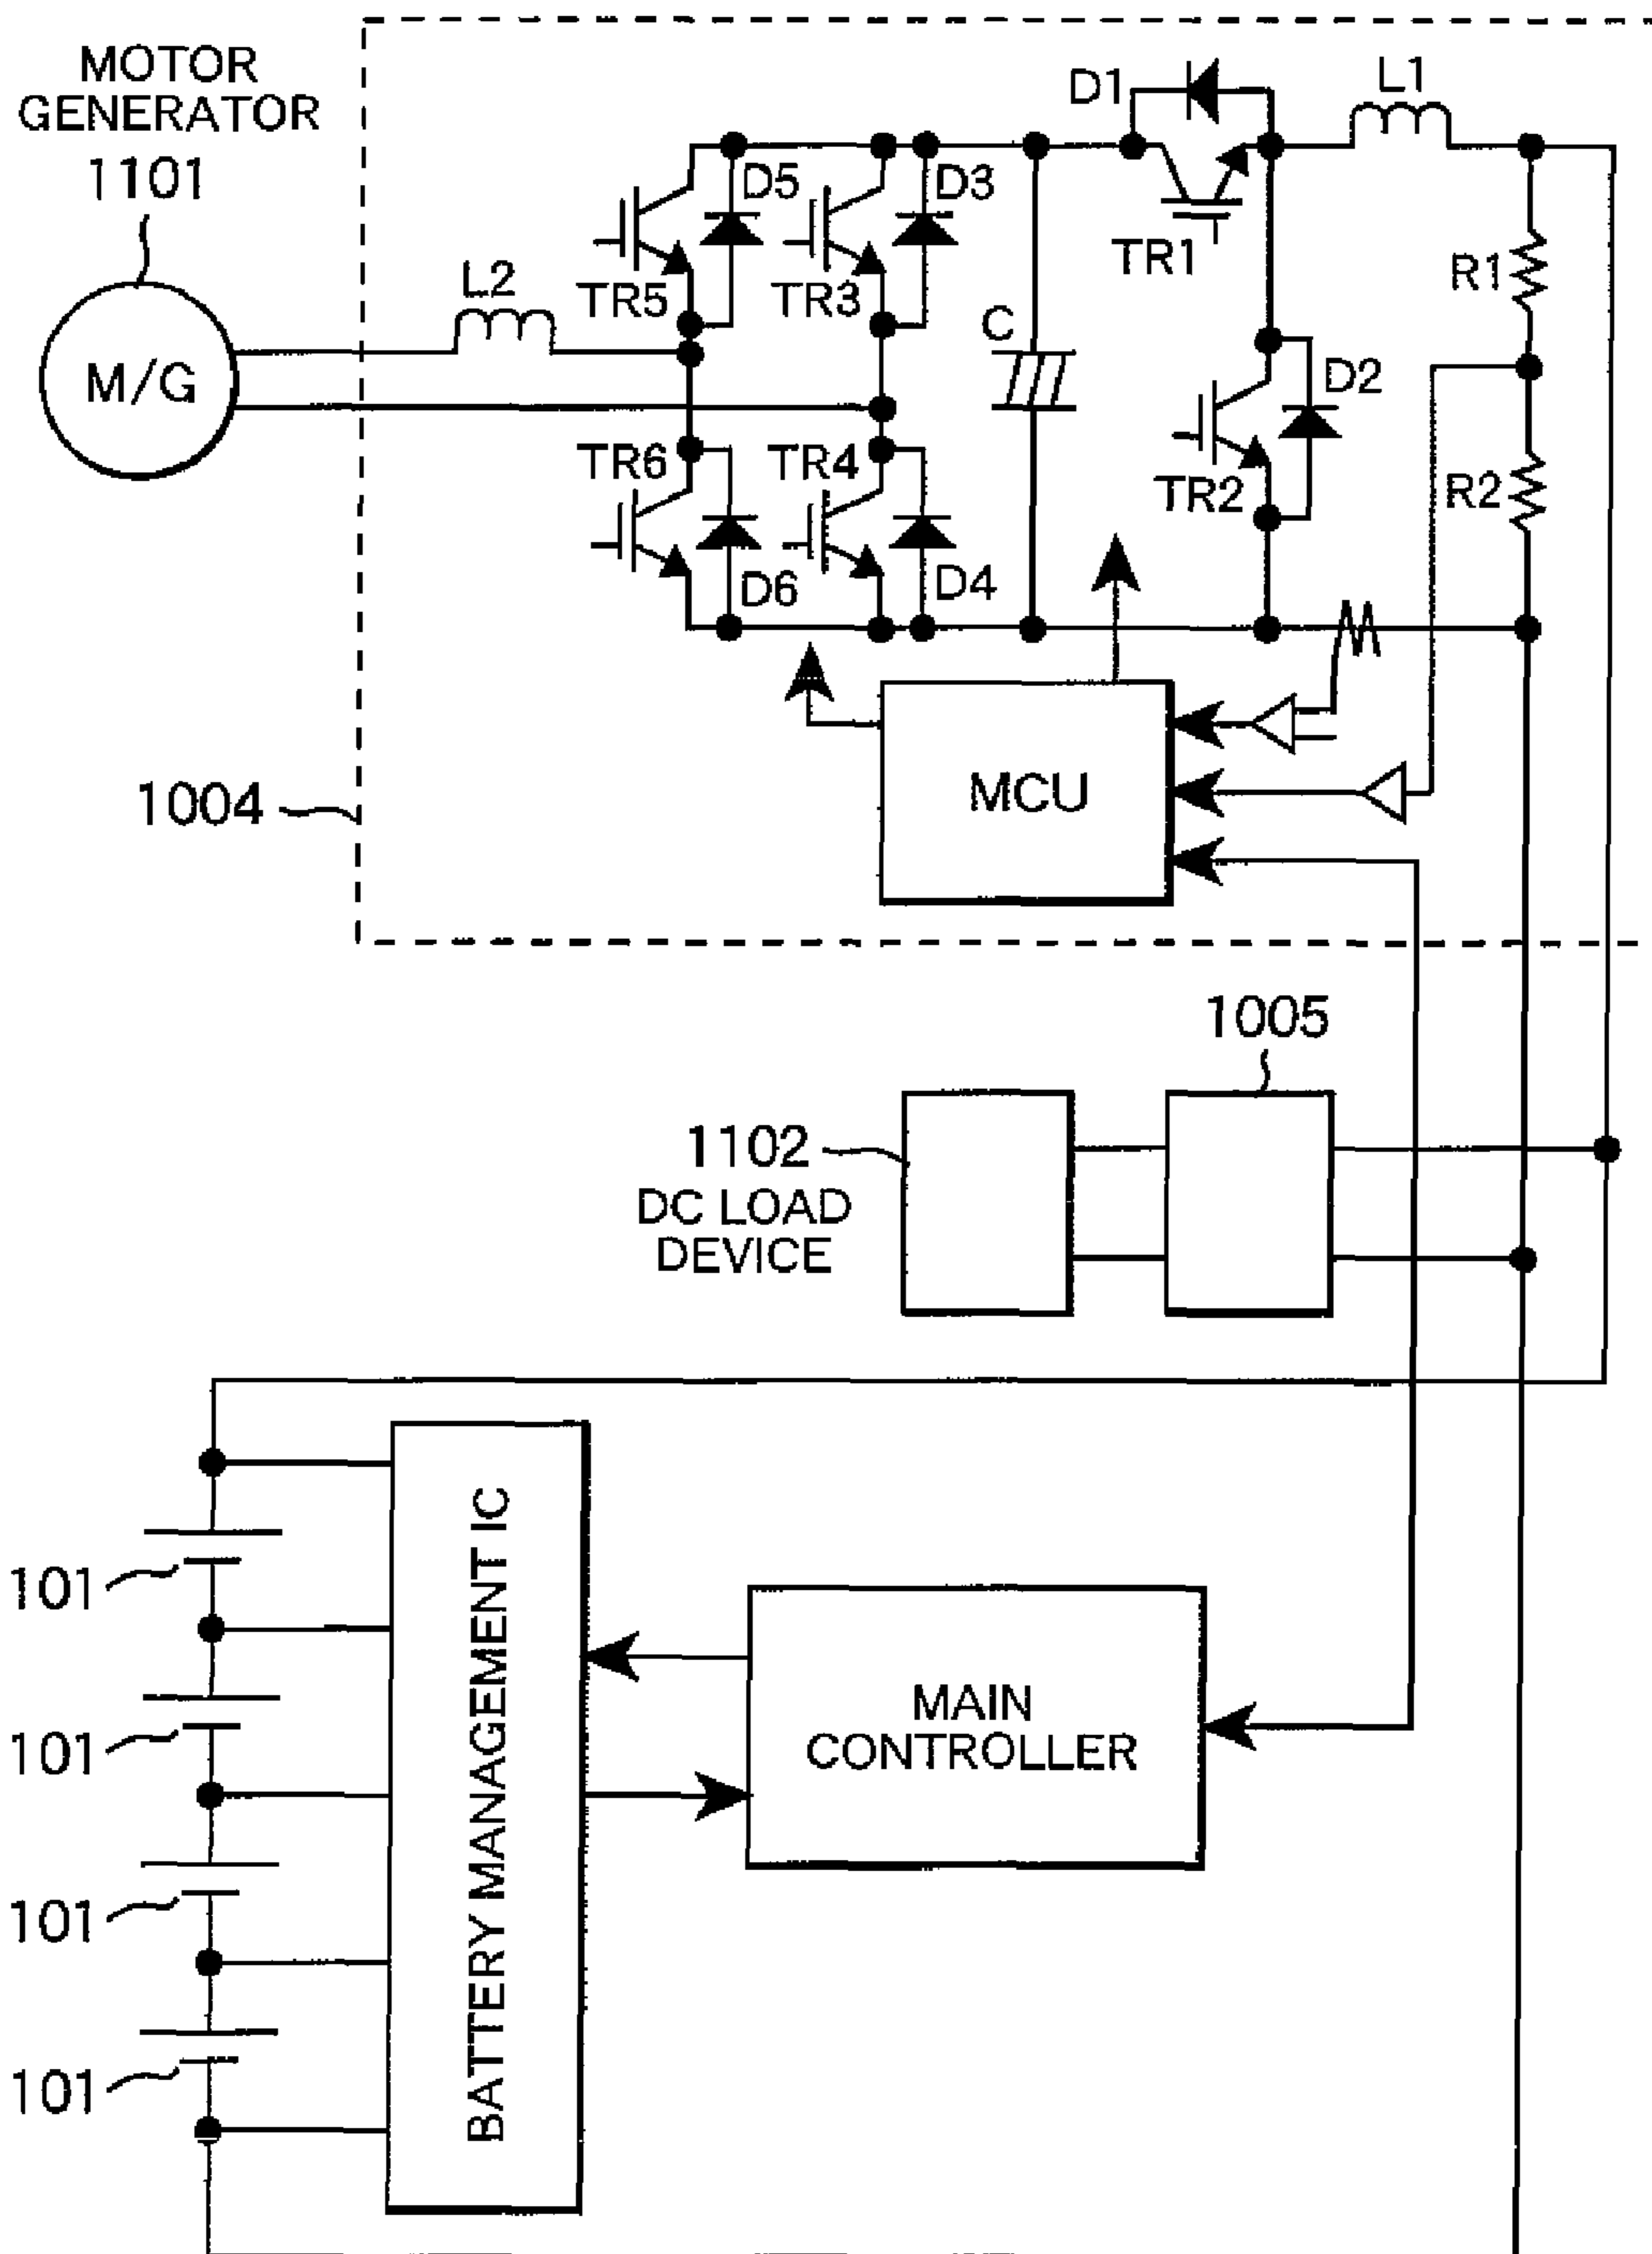 MOTOR
GENERATOR
1101
M/G
L2
D1
L1
D5
D3
TR5
TR3
C
TR1
R1
D2
TR6
TR4
TR2
R2
D6
D4
MCU
1004
1005
1102
DC LOAD
DEVICE
101
101
101
101
BATTERY MANAGEMENT IC
MAIN
CONTROLLER